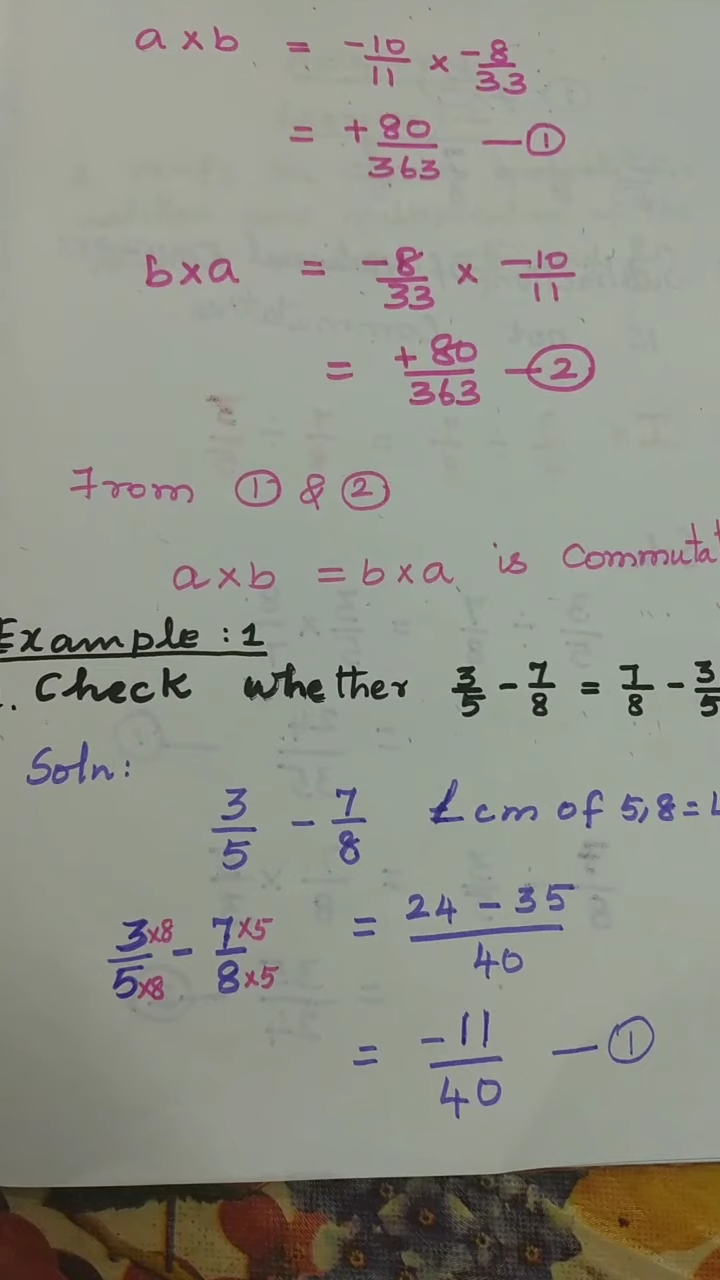 a × b = -10/11 × -8/33
= +80/363 — ①
b × a = -8/33 × -10/11
= +80/363 — ②
From ① & ②
a × b = b × a is Commutat
Example : 1
. Check whether 3/5 - 7/8 = 7/8 - 3/5
Soln:
3/5 - 7/8 Lcm of 5,8 = 4
3×8/5×8 - 7×5/8×5 = 24 - 35/40
= -11/40 — ①